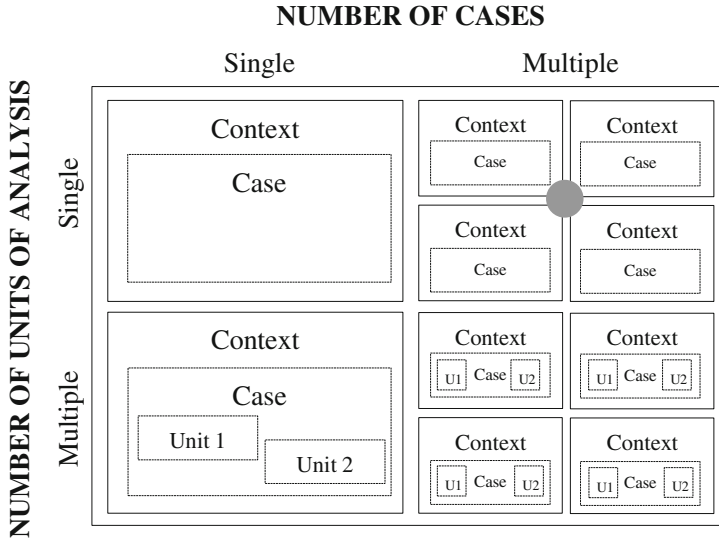 NUMBER OF CASES
Single Multiple
NUMBER OF UNITS OF ANALYSIS
Single
Context
Case
Context Context
Case Case
Context Context
Case Case
Multiple
Context
Case
Unit 1
Unit 2
Context Context
U1 Case U2 U1 Case U2
Context Context
U1 Case U2 U1 Case U2